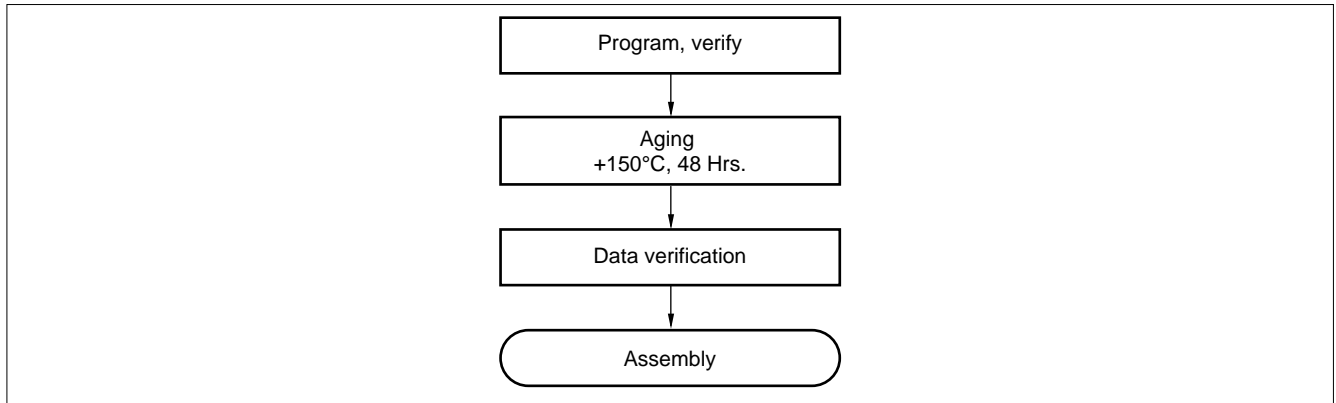 Program, verify
Aging
+150°C, 48 Hrs.
Data verification
Assembly